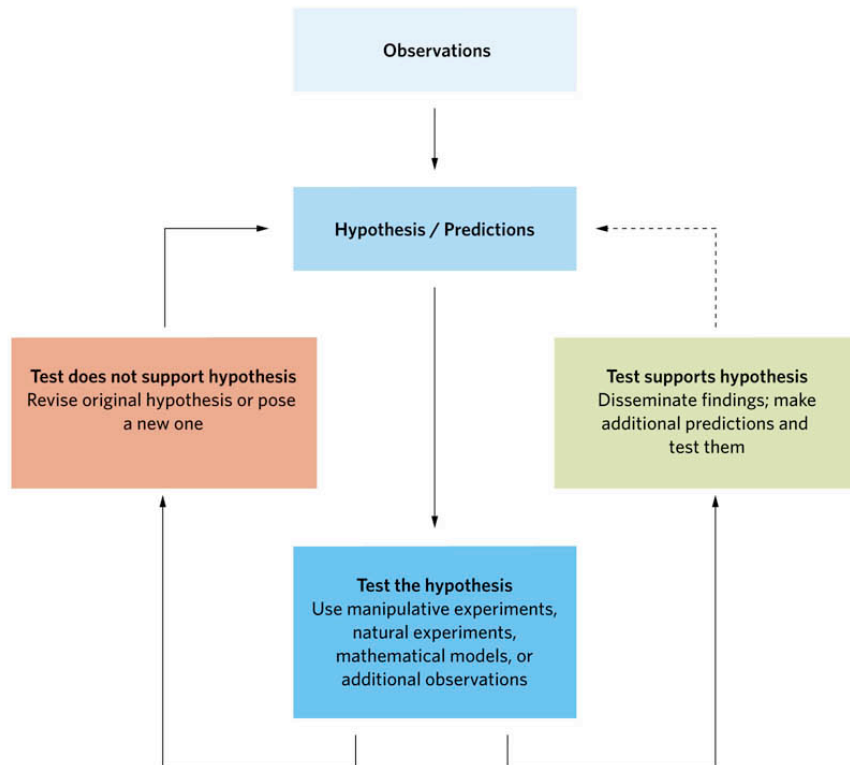 Observations
Hypothesis / Predictions
Test does not support hypothesis
Revise original hypothesis or pose
a new one
Test supports hypothesis
Disseminate findings; make
additional predictions and
test them
Test the hypothesis
Use manipulative experiments,
natural experiments,
mathematical models, or
additional observations